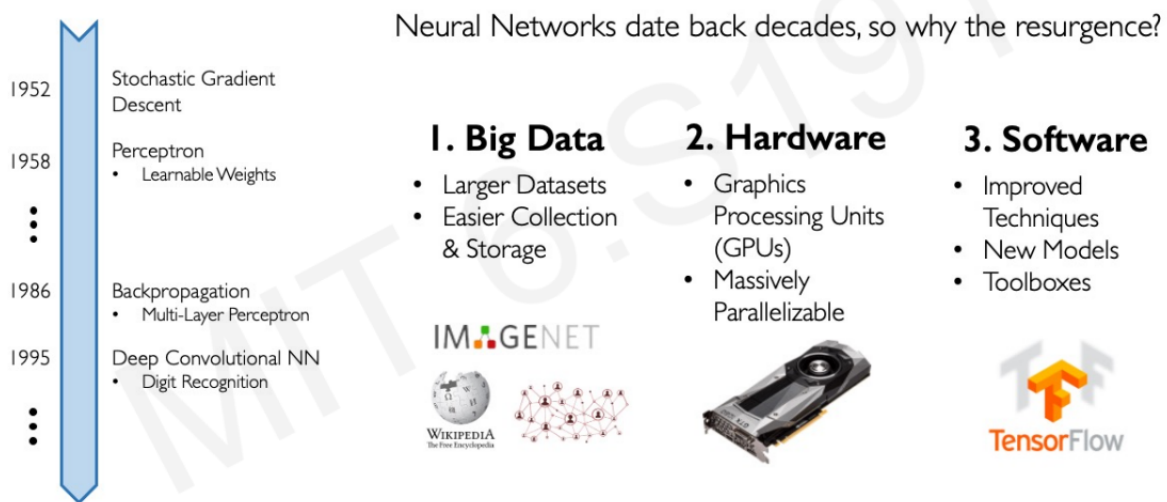 Neural Networks date back decades, so why the resurgence?
1952
Stochastic Gradient
Descent
1958
Perceptron
• Learnable Weights
1986
Backpropagation
• Multi-Layer Perceptron
1995
Deep Convolutional NN
• Digit Recognition
1. Big Data
• Larger Datasets
• Easier Collection
& Storage
IMAGENET
WIKIPEDIA
The Free Encyclopedia
2. Hardware
• Graphics
Processing Units
(GPUs)
• Massively
Parallelizable
GTX 1080
3. Software
• Improved
Techniques
• New Models
• Toolboxes
TensorFlow
MIT 6.S191